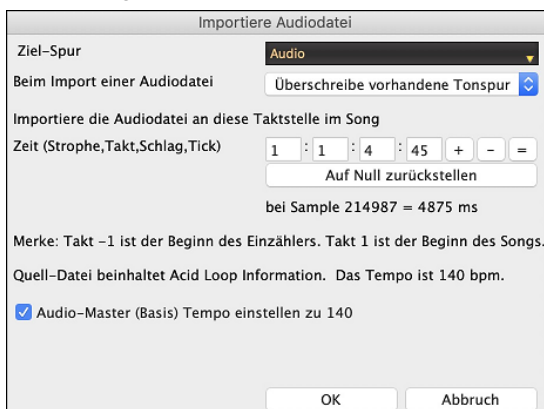 Importiere Audiodatei
Ziel-Spur Audio
Beim Import einer Audiodatei Überschreibe vorhandene Tonspur
Importiere die Audiodatei an diese Taktstelle im Song
Zeit (Strophe,Takt,Schlag,Tick) 1 : 1 : 4 : 45 + - =
Auf Null zurückstellen
bei Sample 214987 = 4875 ms
Merke: Takt -1 ist der Beginn des Einzählers. Takt 1 ist der Beginn des Songs.
Quell-Datei beinhaltet Acid Loop Information. Das Tempo ist 140 bpm.
Audio-Master (Basis) Tempo einstellen zu 140
OK Abbruch